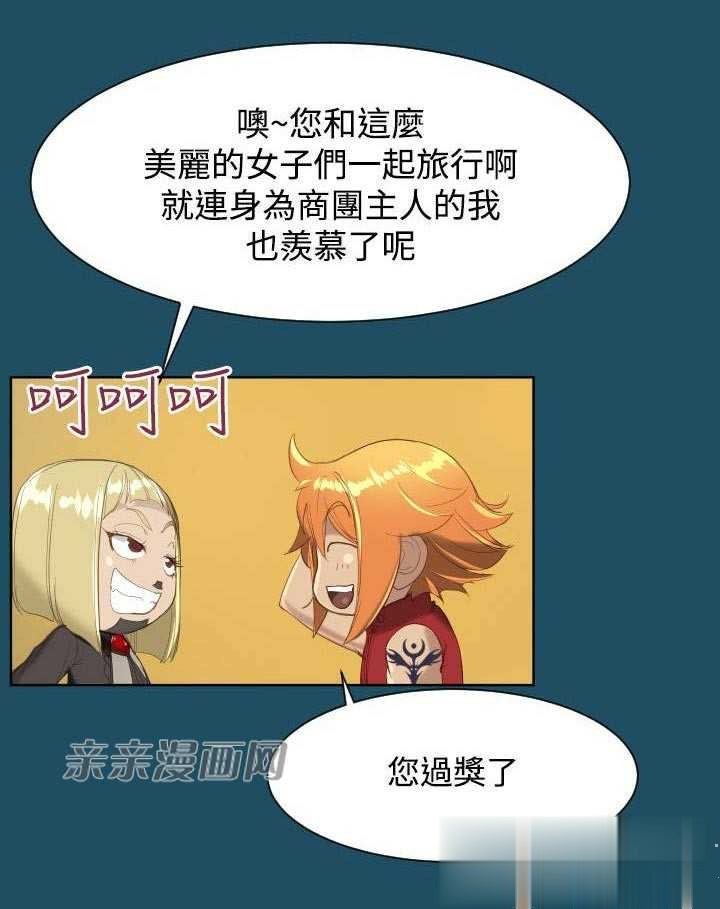 噢~您和這麼
美麗的女子們一起旅行啊
就連身為商團主人的我
也羨慕了呢
呵呵呵
亲亲漫画网
您過獎了